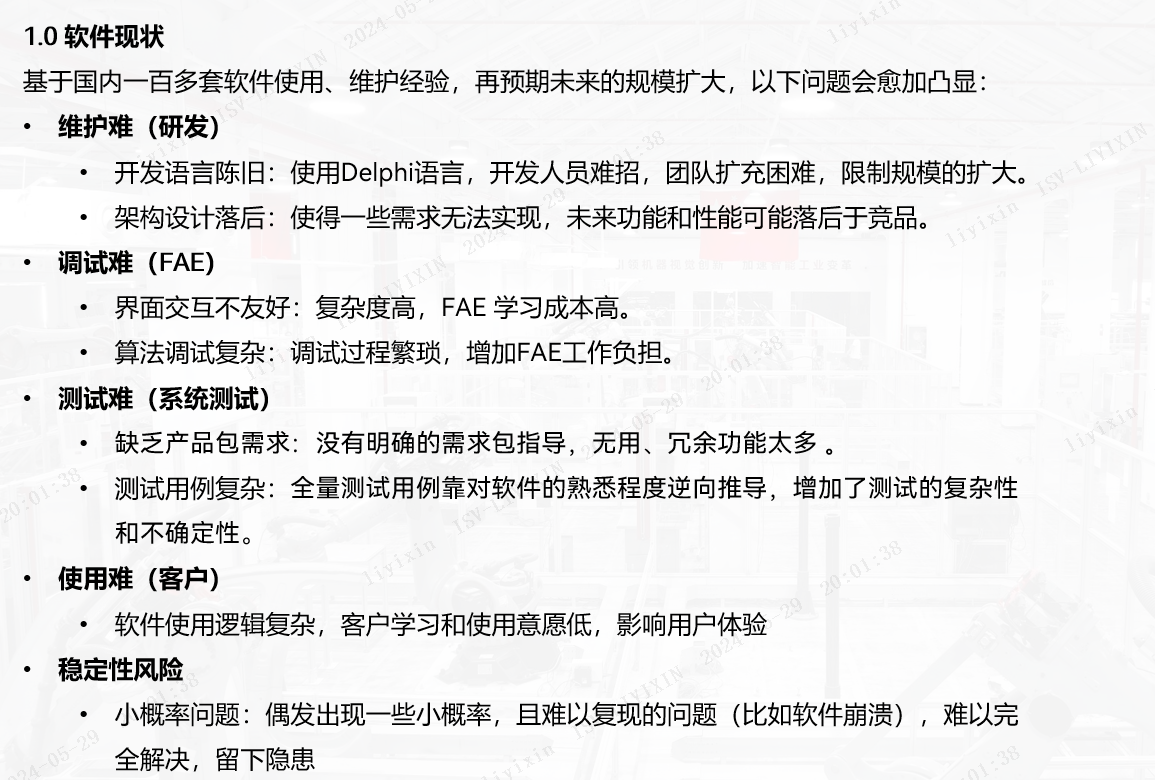 1.0 软件现状
基于国内一百多套软件使用、维护经验，再预期未来的规模扩大，以下问题会愈加凸显：
• 维护难（研发）
• 开发语言陈旧：使用Delphi语言，开发人员难招，团队扩充困难，限制规模的扩大。
• 架构设计落后：使得一些需求无法实现，未来功能和性能可能落后于竞品。
• 调试难（FAE）
• 界面交互不友好：复杂度高，FAE 学习成本高。
• 算法调试复杂：调试过程繁琐，增加FAE工作负担。
• 测试难（系统测试）
• 缺乏产品包需求：没有明确的需求包指导，无用、冗余功能太多 。
• 测试用例复杂：全量测试用例靠对软件的熟悉程度逆向推导，增加了测试的复杂性
和不确定性。
• 使用难（客户）
• 软件使用逻辑复杂，客户学习和使用意愿低，影响用户体验
• 稳定性风险
• 小概率问题：偶发出现一些小概率，且难以复现的问题（比如软件崩溃），难以完
全解决，留下隐患